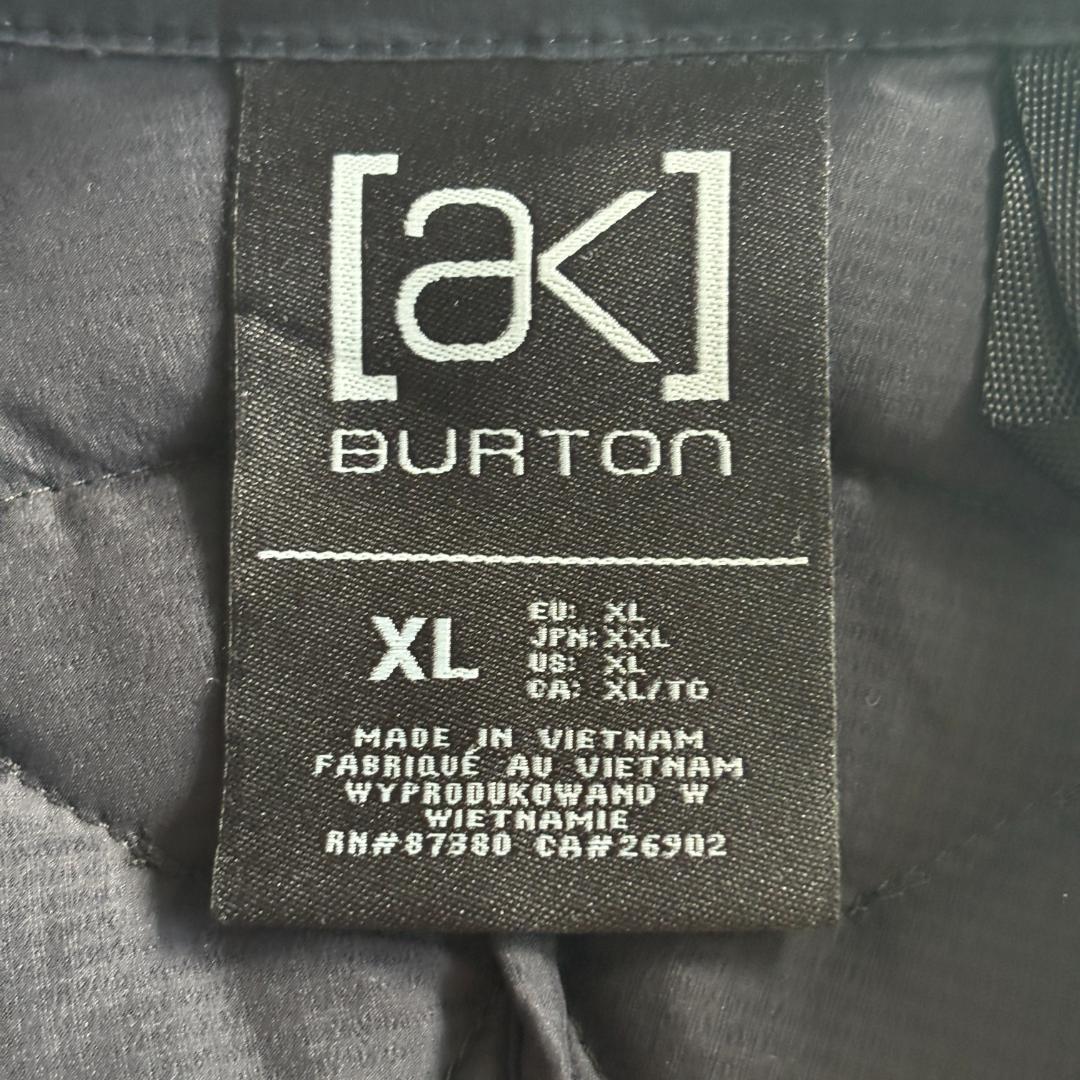 [ak]
BURTON
XL
EU: XL
JPN: XXL
US: XL
CA: XL/TG
MADE IN VIETNAM
FABRIQUÉ AU VIETNAM
WYPRODUKOWANO W
WIETNAMIE
RN#87380 CA#26902